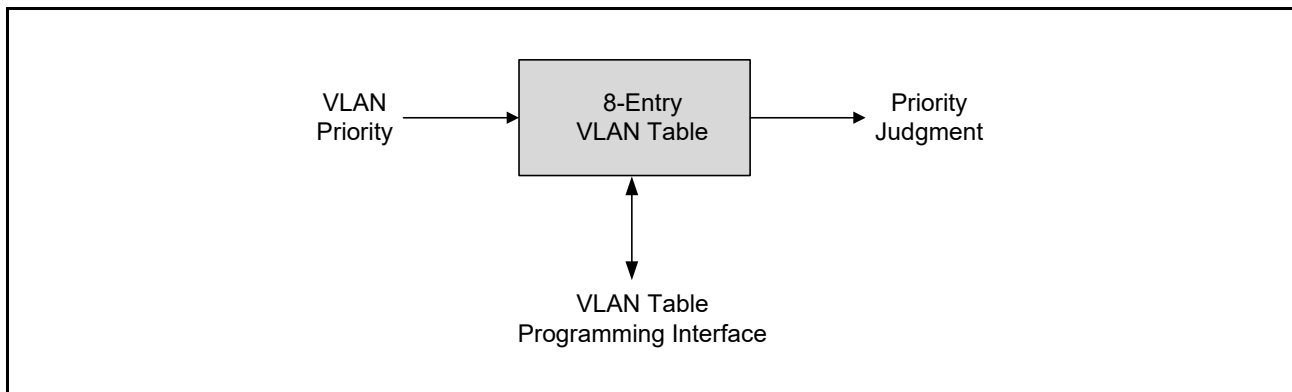 VLAN
Priority
8-Entry
VLAN Table
Priority
Judgment
VLAN Table
Programming Interface